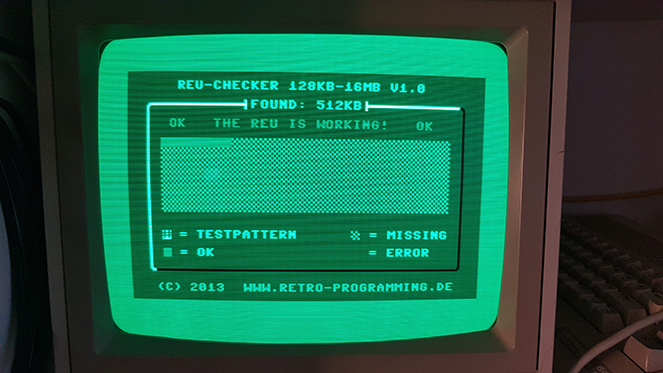 REU-CHECKER 128KB-16MB V1.0
FOUND: 512KB
OK THE REU IS WORKING! OK
= TESTPATTERN = MISSING
= OK = ERROR
(C) 2013 WWW.RETRO-PROGRAMMING.DE